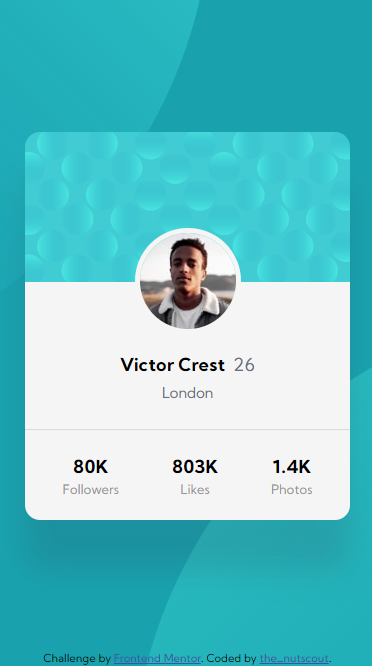 Victor Crest 26
London
80K 803K 1.4K
Followers Likes Photos
Challenge by Frontend Mentor. Coded by the_nutscout.